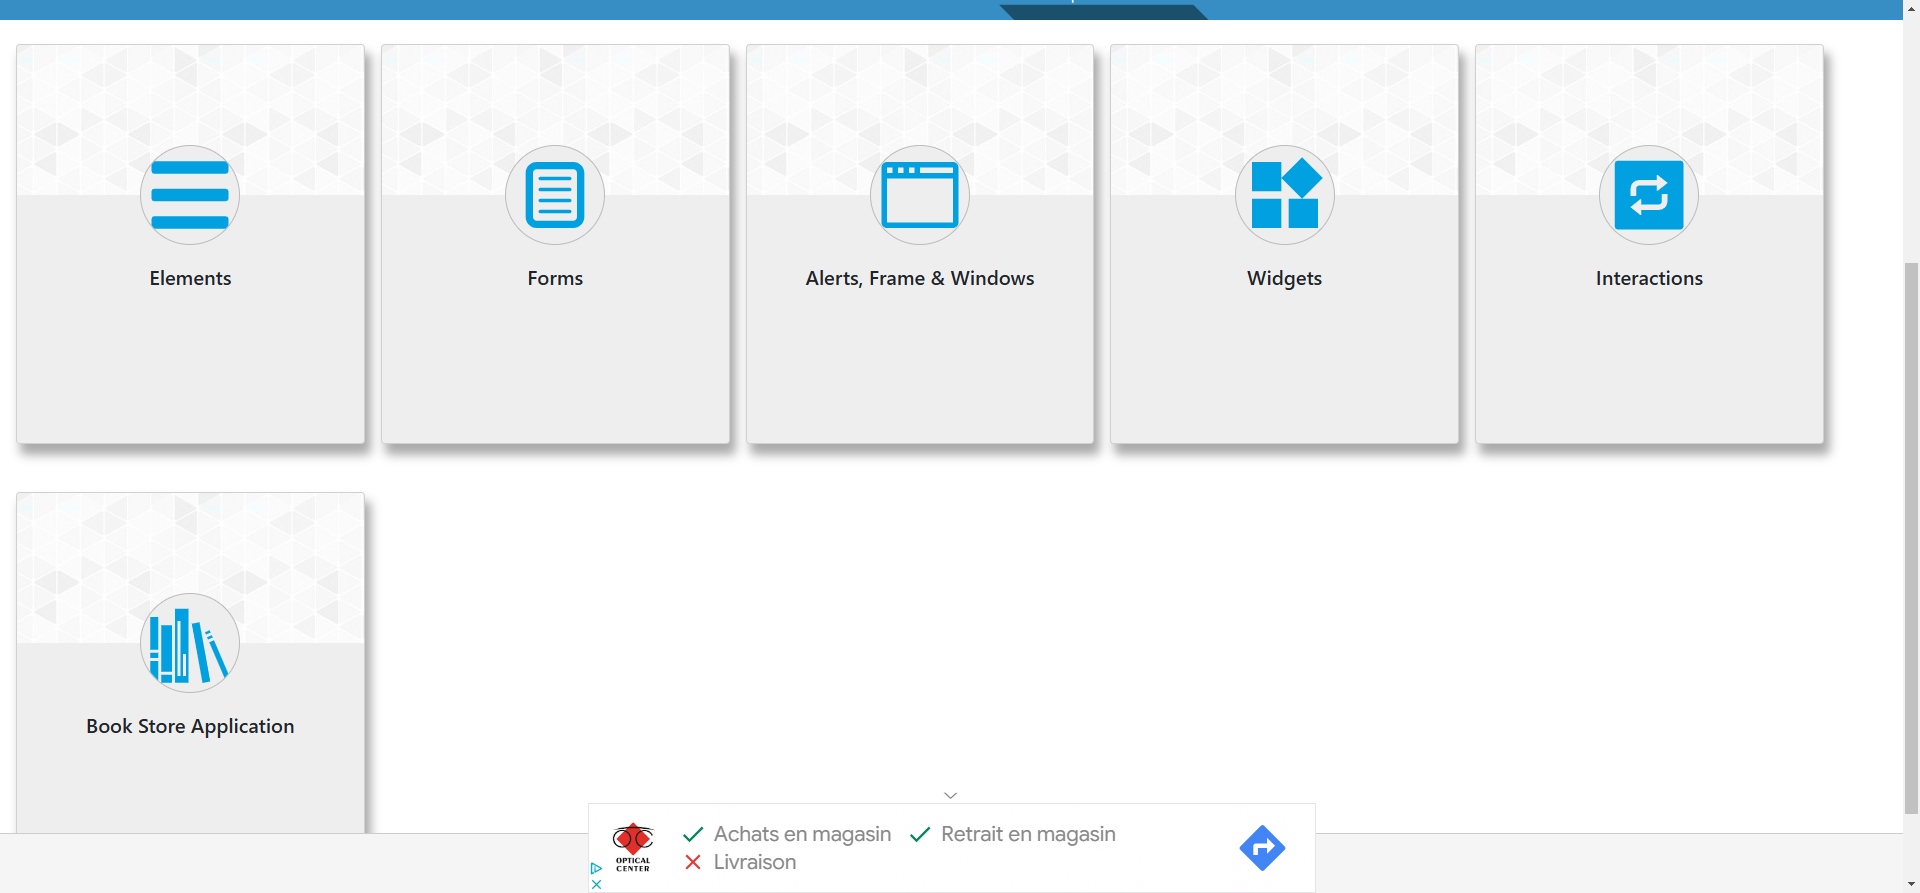 Elements
Forms
Alerts, Frame & Windows
Widgets
Interactions
Book Store Application
OPTICAL
CENTER
Achats en magasin
Retrait en magasin
Livraison